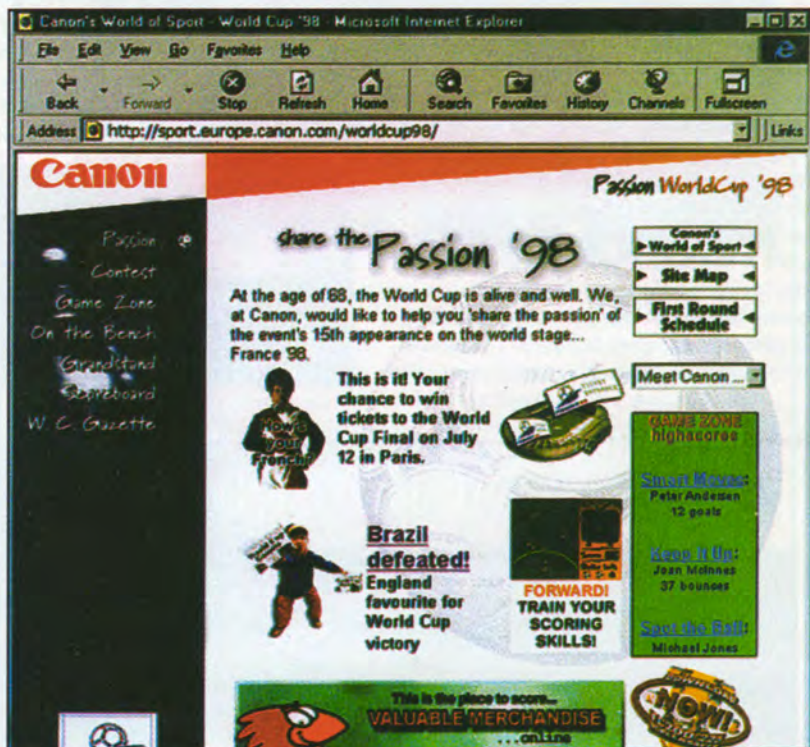 Canon's World of Sport - World Cup '98 - Microsoft Internet Explorer
File Edit View Go Favorites Help
Back Forward Stop Refresh Home Search Favorites History Channels Fullscreen
Address http://sport.europe.canon.com/worldcup98/ Links
Canon
Passion WorldCup '98
Passion
Contest
Game Zone
On the Bench
Grandstand
Scoreboard
W. C. Gazette
share the Passion '98
At the age of 68, the World Cup is alive and well. We,
at Canon, would like to help you 'share the passion' of
the event's 15th appearance on the world stage...
France '98.
How's
your
French?
This is it! Your
chance to win
tickets to the World
Cup Final on July
12 in Paris.
Brazil
defeated!
England
favourite for
World Cup
victory
FORWARD!
TRAIN YOUR
SCORING
SKILLS!
Canon's
World of Sport
Site Map
First Round
Schedule
Meet Canon ...
GAME ZONE
highscores
Smart Moves:
Peter Andersen
12 goals
Keep It Up:
Joan McInnes
37 bounces
Spot the Ball:
Michael Jones
This is the place to score...
VALUABLE MERCHANDISE
...online
NOW!